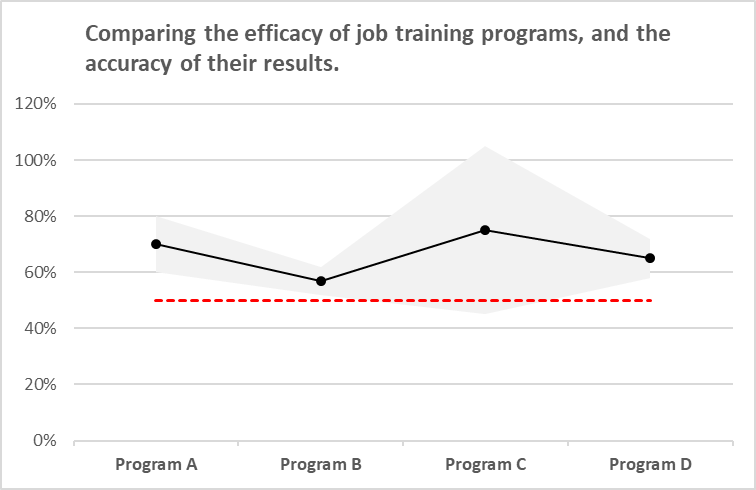 Comparing the efficacy of job training programs, and the
accuracy of their results.
120%
100%
80%
60%
40%
20%
0%
Program A Program B Program C Program D